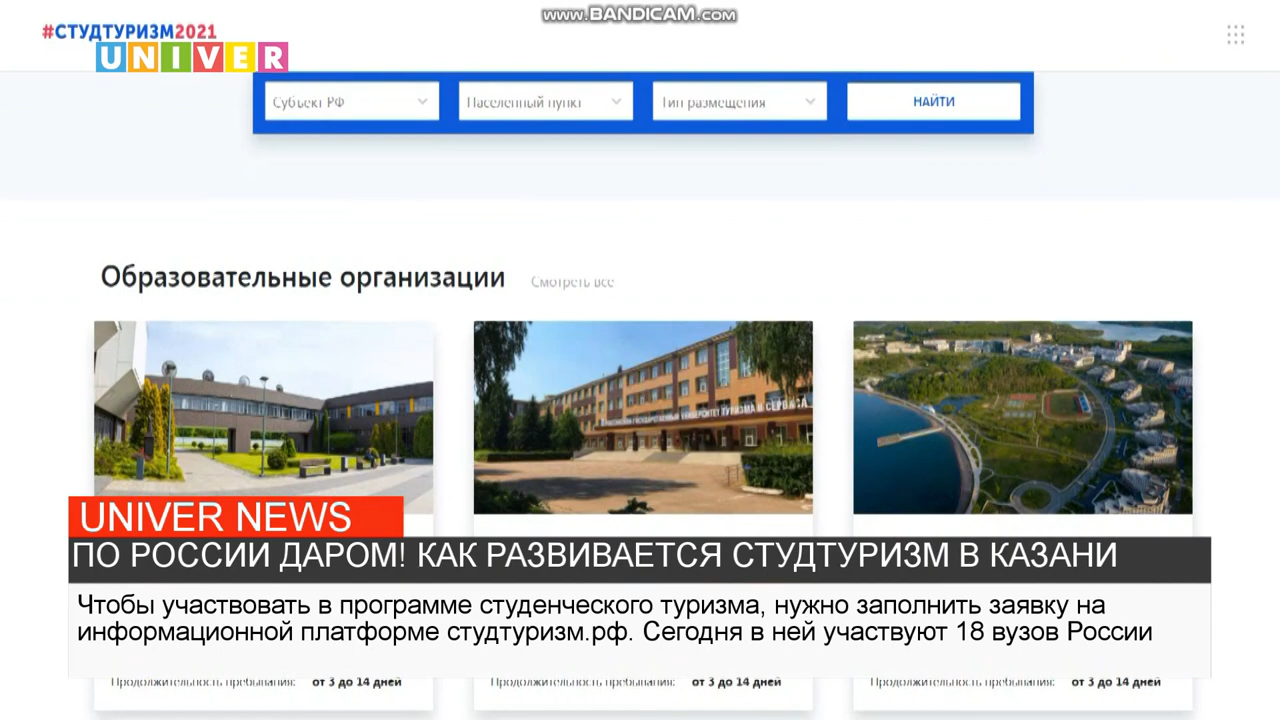 www.BANDICAM.com
#СТУДТУРИЗМ2021
UNIVER
Субъект РФ
Населенный пункт
Тип размещения
НАЙТИ
Образовательные организации
Смотреть все
УНИВЕРСИТЕТ ТУРИЗМА И СЕРВИСА
UNIVER NEWS
ПО РОССИИ ДАРОМ! КАК РАЗВИВАЕТСЯ СТУДТУРИЗМ В КАЗАНИ
Чтобы участвовать в программе студенческого туризма, нужно заполнить заявку на
информационной платформе студтуризм.рф. Сегодня в ней участвуют 18 вузов России
Продолжительность пребывания: от 3 до 14 дней
Продолжительность пребывания: от 3 до 14 дней
Продолжительность пребывания: от 3 до 14 дней